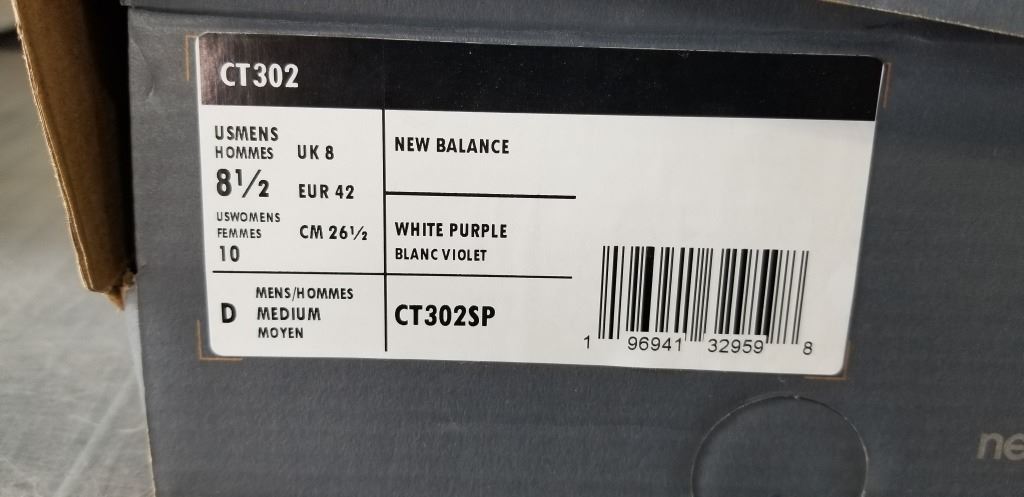 CT302
USMENS
HOMMES
8½
USWOMENS
FEMMES
10
UK 8
EUR 42
CM 26½
NEW BALANCE
WHITE PURPLE
BLANC VIOLET
D
MENS/HOMMES
MEDIUM
MOYEN
CT302SP
1 96941 32959 8
ne